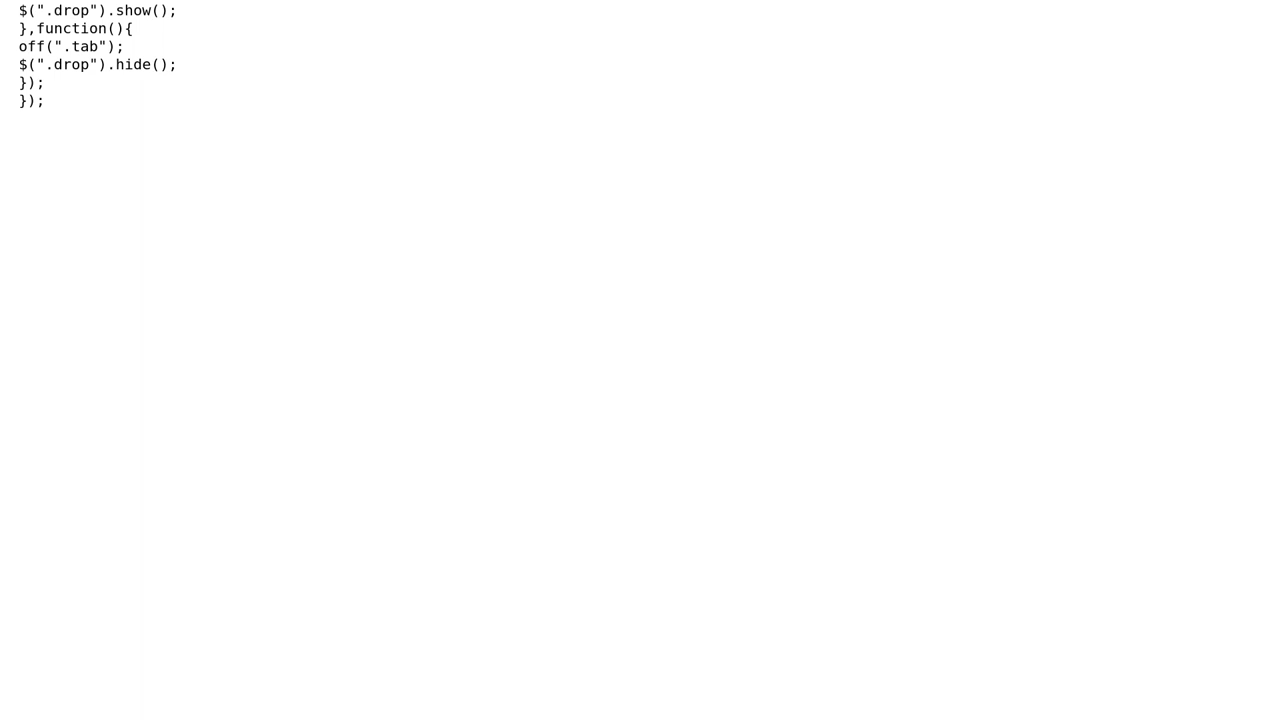 $(".drop").show();
},function(){
off(".tab");
$(".drop").hide();
});
});